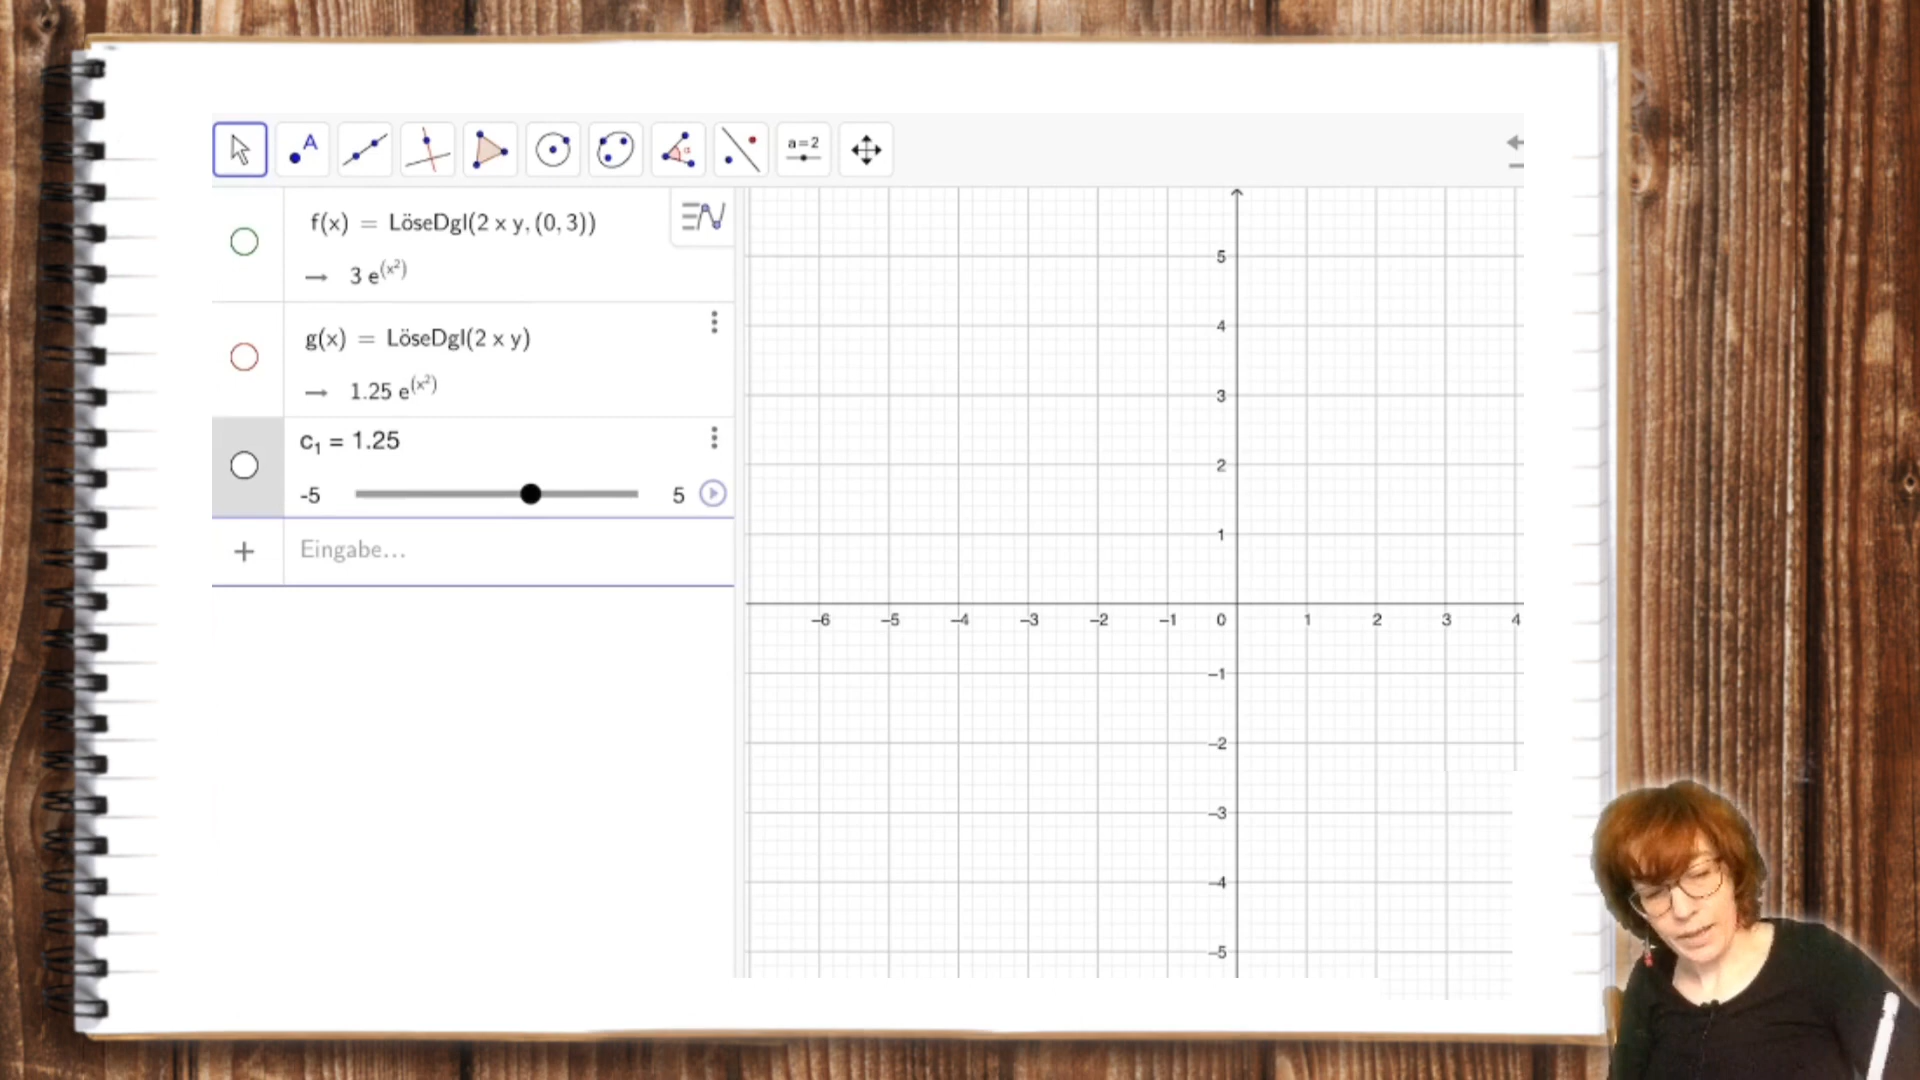 A
α
a=2
f(x) = LöseDgl(2 x y, (0, 3))
→ 3 e^(x²)
g(x) = LöseDgl(2 x y)
→ 1.25 e^(x²)
c₁ = 1.25
-5 5
+ Eingabe…
5
4
3
2
1
–6 –5 –4 –3 –2 –1 0 1 2 3 4
–1
–2
–3
–4
–5